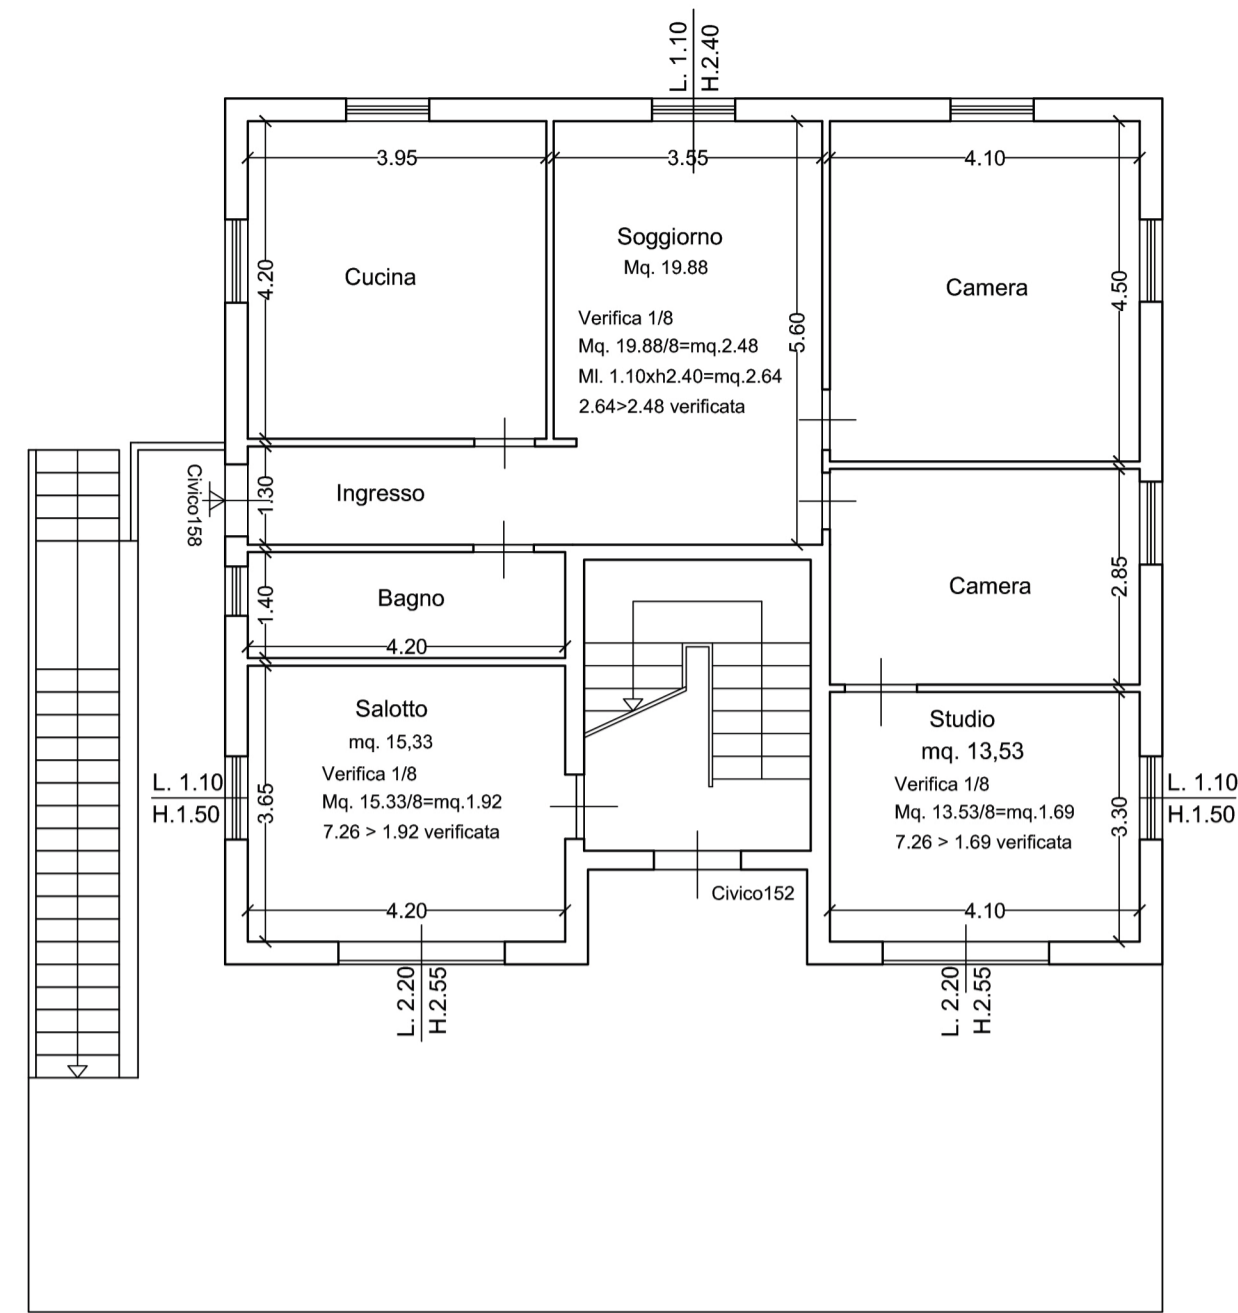 L. 1.10
H.2.40
3.95
3.55
4.10
4.20
Cucina
Soggiorno
Mq. 19.88
Verifica 1/8
Mq. 19.88/8=mq.2.48
Ml. 1.10xh2.40=mq.2.64
2.64>2.48 verificata
5.60
Camera
4.50
Civico158
1.30
Ingresso
1.40
Bagno
4.20
Camera
2.85
Salotto
mq. 15,33
Verifica 1/8
Mq. 15.33/8=mq.1.92
7.26 > 1.92 verificata
L. 1.10
H.1.50
3.65
4.20
L. 2.20
H.2.55
Civico152
Studio
mq. 13,53
Verifica 1/8
Mq. 13.53/8=mq.1.69
7.26 > 1.69 verificata
3.30
L. 1.10
H.1.50
4.10
L. 2.20
H.2.55